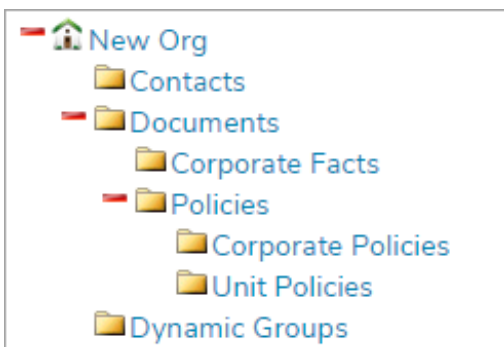 New Org
Contacts
Documents
Corporate Facts
Policies
Corporate Policies
Unit Policies
Dynamic Groups